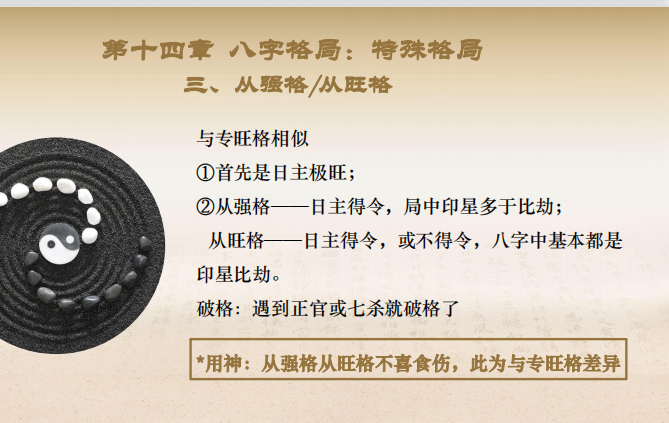 第十四章 八字格局：特殊格局
三、从强格/从旺格
与专旺格相似
①首先是日主极旺；
②从强格——日主得令，局中印星多于比劫；
从旺格——日主得令，或不得令，八字中基本都是
印星比劫。
破格：遇到正官或七杀就破格了
*用神：从强格从旺格不喜食伤，此为与专旺格差异